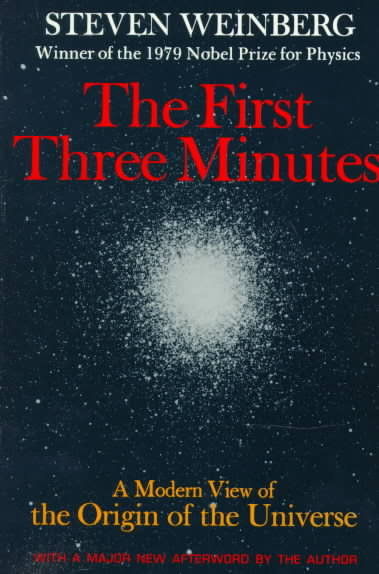 STEVEN WEINBERG
Winner of the 1979 Nobel Prize for Physics
The First
Three Minutes
A Modern View of
the Origin of the Universe
WITH A MAJOR NEW AFTERWORD BY THE AUTHOR